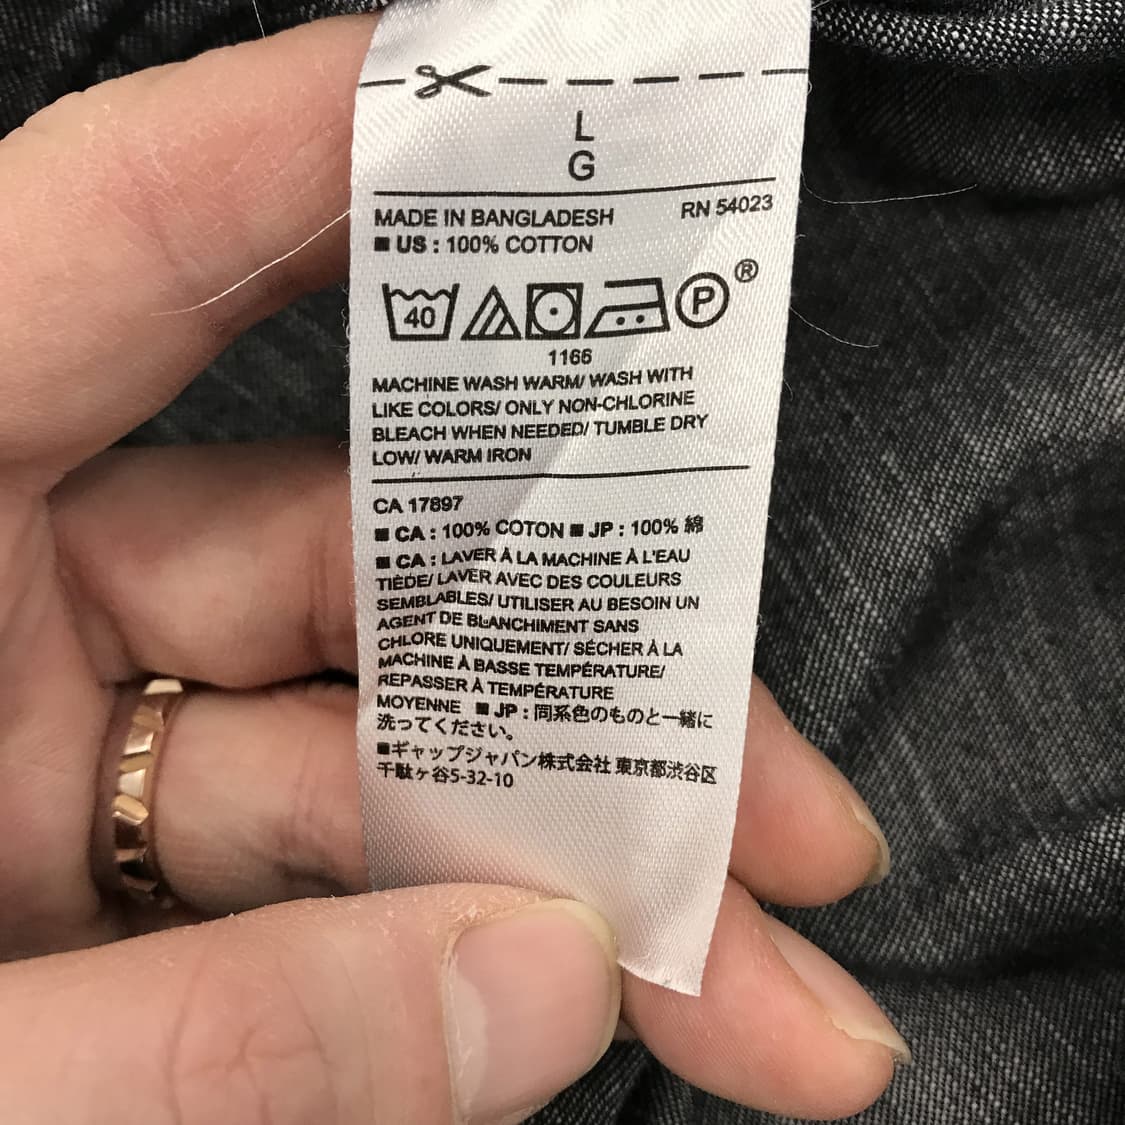 L
G
MADE IN BANGLADESH RN 54023
■ US : 100% COTTON
40 P ®
1166
MACHINE WASH WARM/ WASH WITH
LIKE COLORS/ ONLY NON-CHLORINE
BLEACH WHEN NEEDED/ TUMBLE DRY
LOW/ WARM IRON
CA 17897
■ CA : 100% COTON ■ JP : 100% 綿
■ CA : LAVER À LA MACHINE À L'EAU
TIÈDE/ LAVER AVEC DES COULEURS
SEMBLABLES/ UTILISER AU BESOIN UN
AGENT DE BLANCHIMENT SANS
CHLORE UNIQUEMENT/ SÉCHER À LA
MACHINE À BASSE TEMPÉRATURE/
REPASSER À TEMPÉRATURE
MOYENNE ■ JP : 同系色のものと一緒に
洗ってください。
■ギャップジャパン株式会社 東京都渋谷区
千駄ヶ谷5-32-10